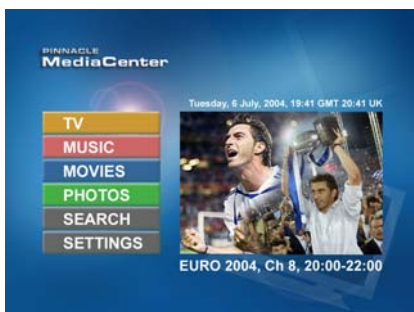 PINNACLE
MediaCenter
Tuesday, 6 July, 2004, 19:41 GMT 20:41 UK
TV
MUSIC
MOVIES
PHOTOS
SEARCH
SETTINGS
EURO 2004, Ch 8, 20:00-22:00